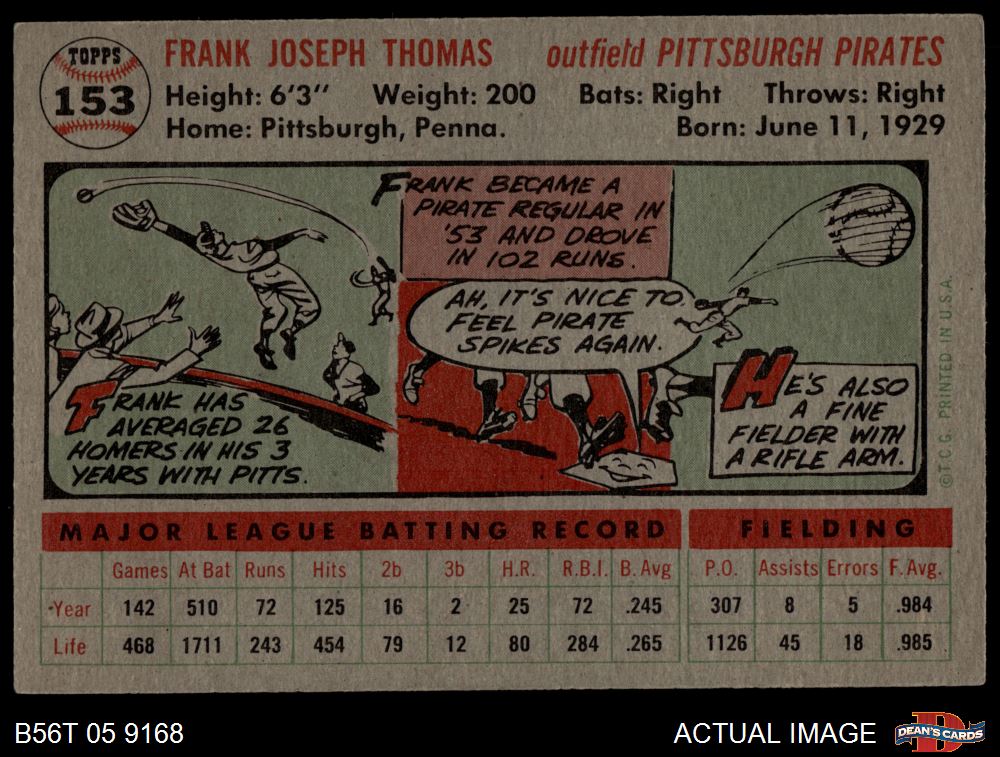 TOPPS
153
FRANK JOSEPH THOMAS
outfield PITTSBURGH PIRATES
Height: 6'3" Weight: 200 Bats: Right Throws: Right
Home: Pittsburgh, Penna. Born: June 11, 1929
FRANK BECAME A
PIRATE REGULAR IN
'53 AND DROVE
IN 102 RUNS.
AH, IT'S NICE TO
FEEL PIRATE
SPIKES AGAIN.
FRANK HAS
AVERAGED 26
HOMERS IN HIS 3
YEARS WITH PITTS.
HE'S ALSO
A FINE
FIELDER WITH
A RIFLE ARM.
©T.C.G. PRINTED IN U.S.A.
MAJOR LEAGUE BATTING RECORD FIELDING
Games At Bat Runs Hits 2b 3b H.R. R.B.I. B. Avg P.O. Assists Errors F. Avg.
Year 142 510 72 125 16 2 25 72 .245 307 8 5 .984
Life 468 1711 243 454 79 12 80 284 .265 1126 45 18 .985
B56T 05 9168
ACTUAL IMAGE
D
DEAN'S CARDS